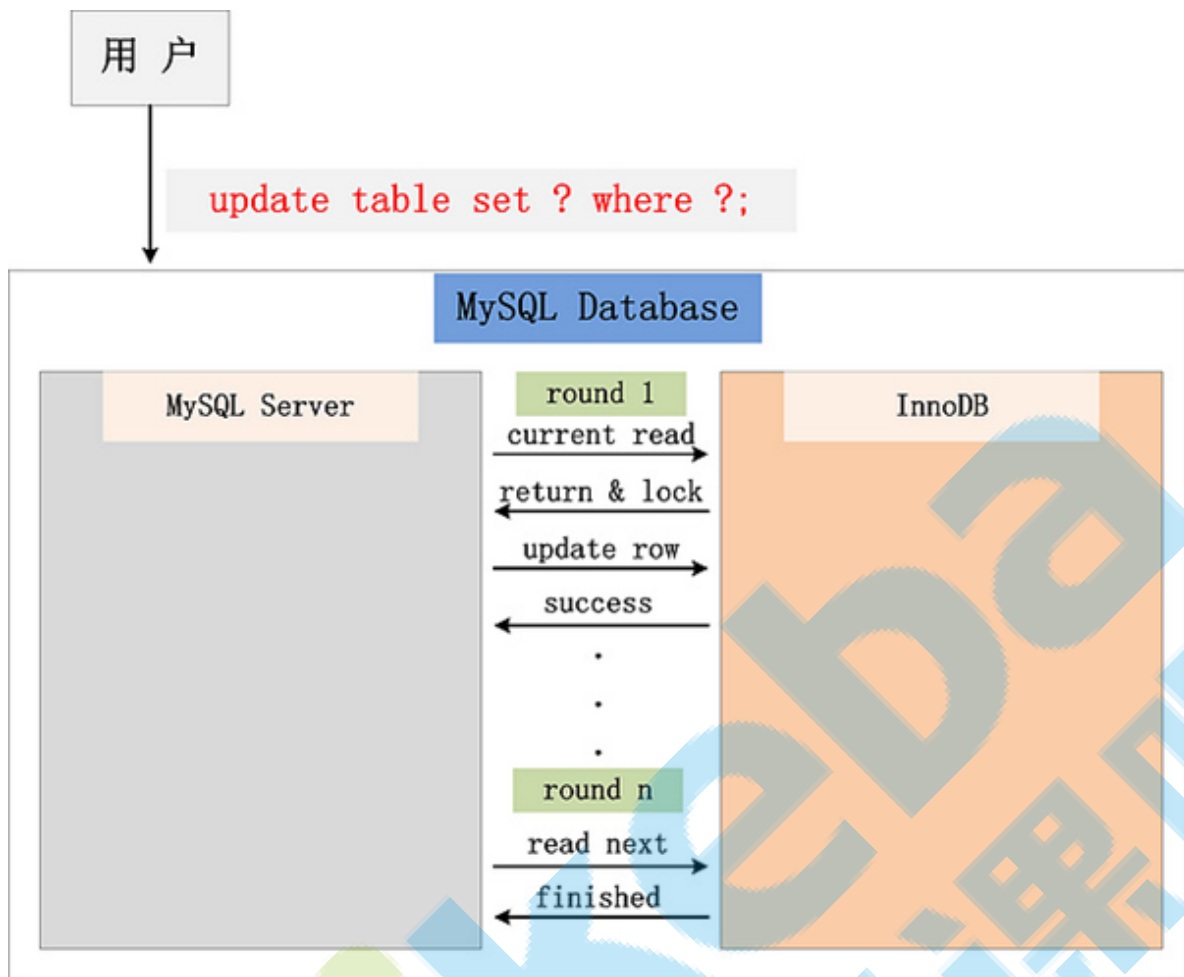 用 户
update table set ? where ?;
MySQL Database
MySQL Server
round 1
InnoDB
current read
return & lock
update row
success
round n
read next
finished